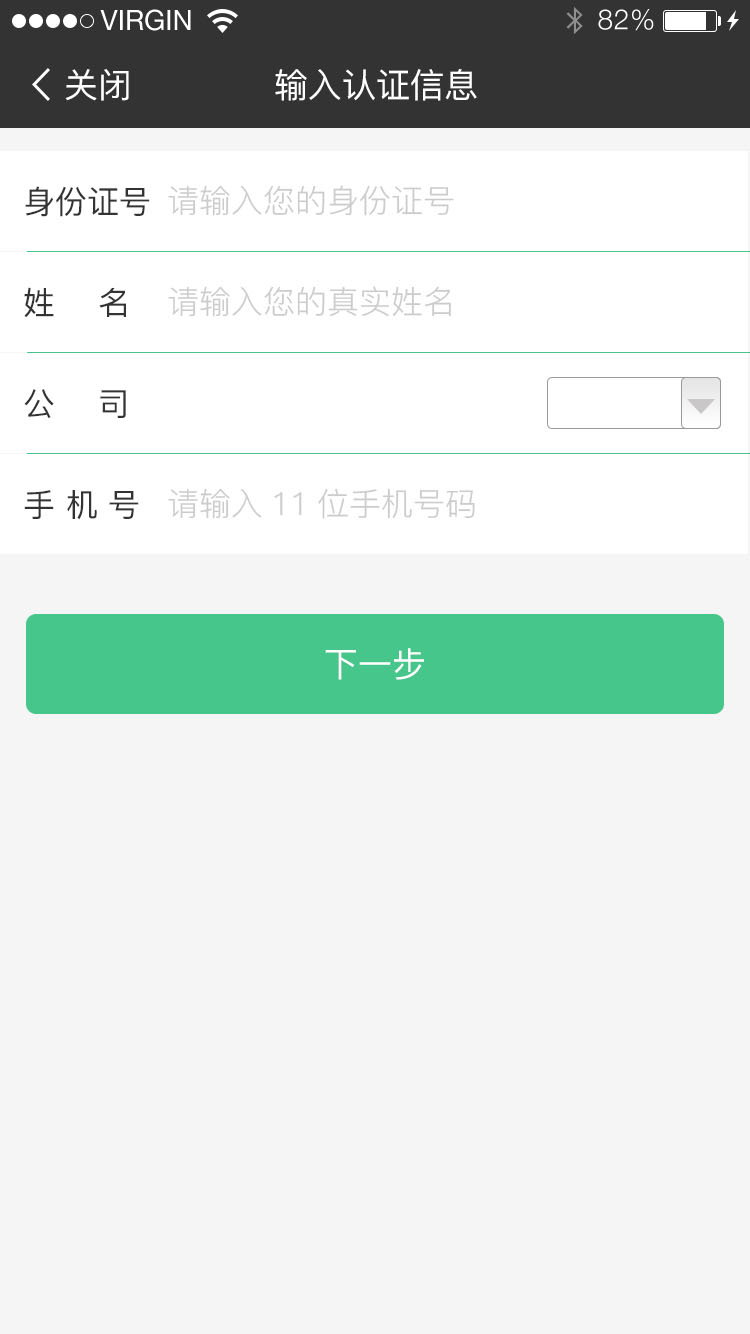 VIRGIN 82%
关闭 输入认证信息
身份证号 请输入您的身份证号
姓 名 请输入您的真实姓名
公 司
手 机 号 请输入 11 位手机号码
下一步